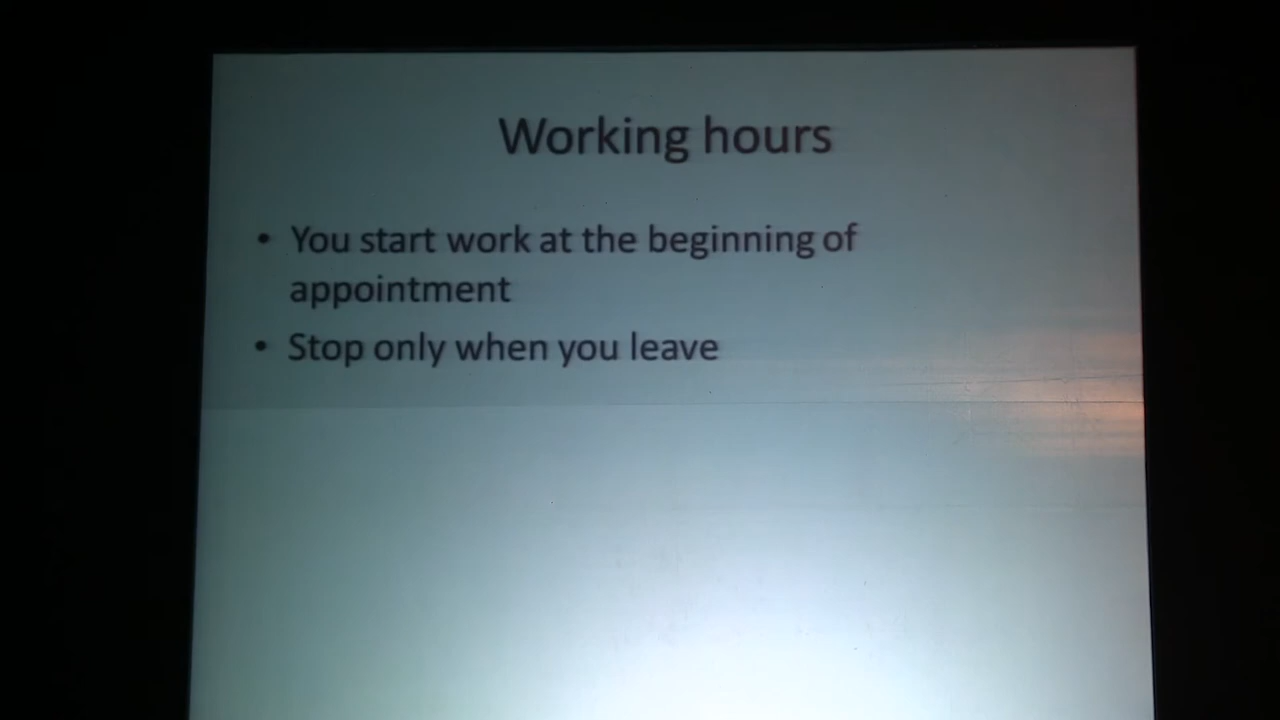 Working hours
• You start work at the beginning of
appointment
• Stop only when you leave